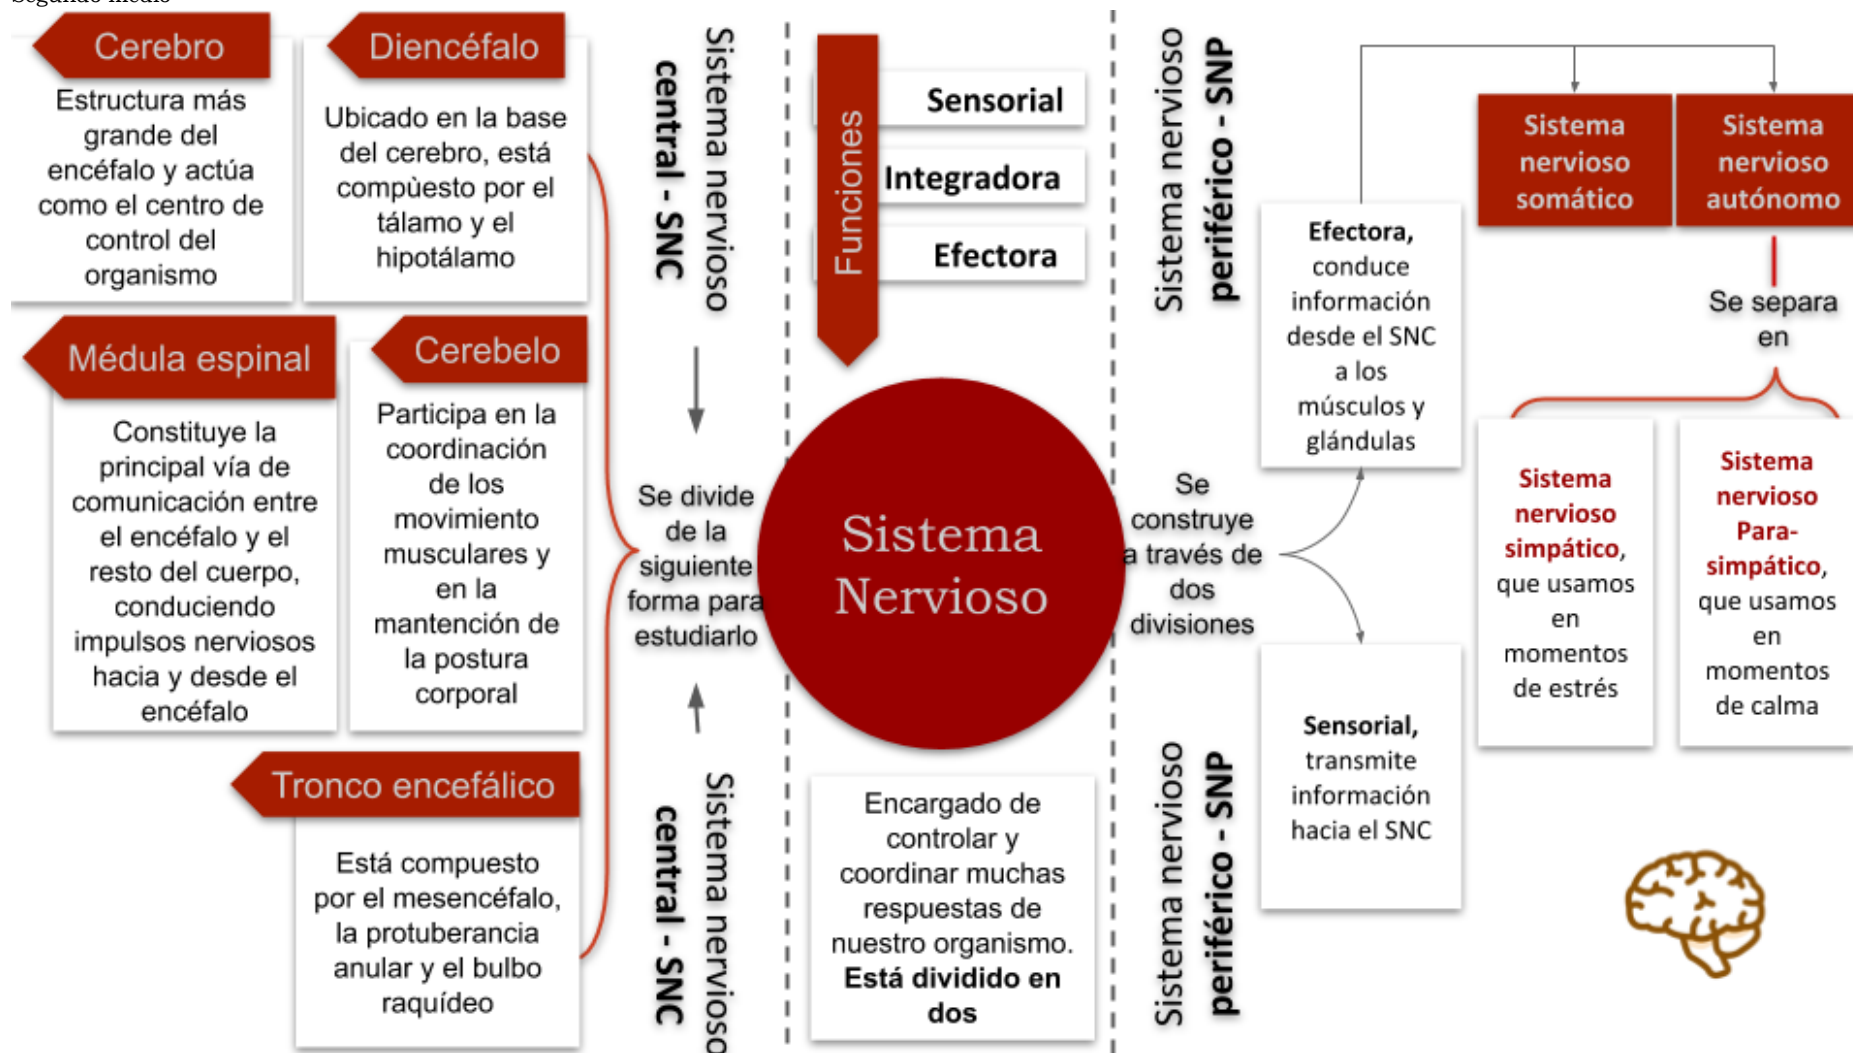 Segundo medio
Cerebro
Estructura más
grande del
encéfalo y actúa
como el centro de
control del
organismo
Diencéfalo
Ubicado en la base
del cerebro, está
compùesto por el
tálamo y el
hipotálamo
Médula espinal
Constituye la
principal vía de
comunicación entre
el encéfalo y el
resto del cuerpo,
conduciendo
impulsos nerviosos
hacia y desde el
encéfalo
Cerebelo
Participa en la
coordinación
de los
movimiento
musculares y
en la
mantención de
la postura
corporal
Tronco encefálico
Está compuesto
por el mesencéfalo,
la protuberancia
anular y el bulbo
raquídeo
Sistema nervioso
central - SNC
Se divide
de la
siguiente
forma para
estudiarlo
Sistema nervioso
central - SNC
Funciones
Sensorial
Integradora
Efectora
Sistema
Nervioso
Encargado de
controlar y
coordinar muchas
respuestas de
nuestro organismo.
Está dividido en
dos
Sistema nervioso
periférico - SNP
Se
construye
a través de
dos
divisiones
Sistema nervioso
periférico - SNP
Efectora,
conduce
información
desde el SNC
a los
músculos y
glándulas
Sensorial,
transmite
información
hacia el SNC
Sistema
nervioso
somático
Sistema
nervioso
autónomo
Se separa
en
Sistema
nervioso
simpático,
que usamos
en
momentos
de estrés
Sistema
nervioso
Para-
simpático,
que usamos
en
momentos
de calma